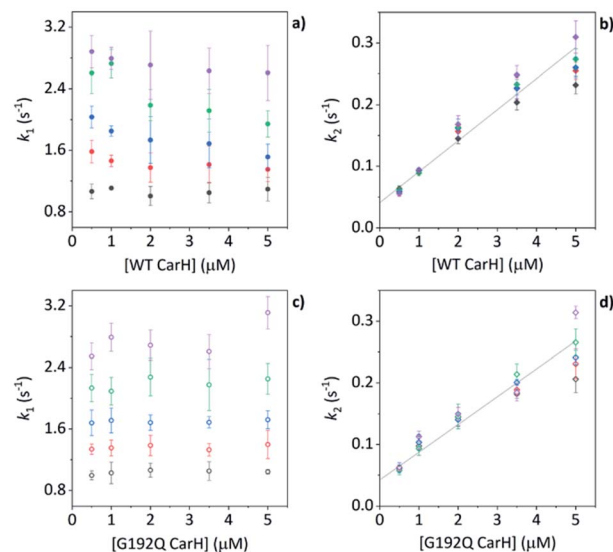 a)
k₁ (s⁻¹)
3.2
2.4
1.6
0.8
0 1 2 3 4 5
[WT CarH] (μM)
b)
k₂ (s⁻¹)
0.3
0.2
0.1
0.0
0 1 2 3 4 5
[WT CarH] (μM)
c)
k₁ (s⁻¹)
3.2
2.4
1.6
0.8
0 1 2 3 4 5
[G192Q CarH] (μM)
d)
k₂ (s⁻¹)
0.3
0.2
0.1
0.0
0 1 2 3 4 5
[G192Q CarH] (μM)